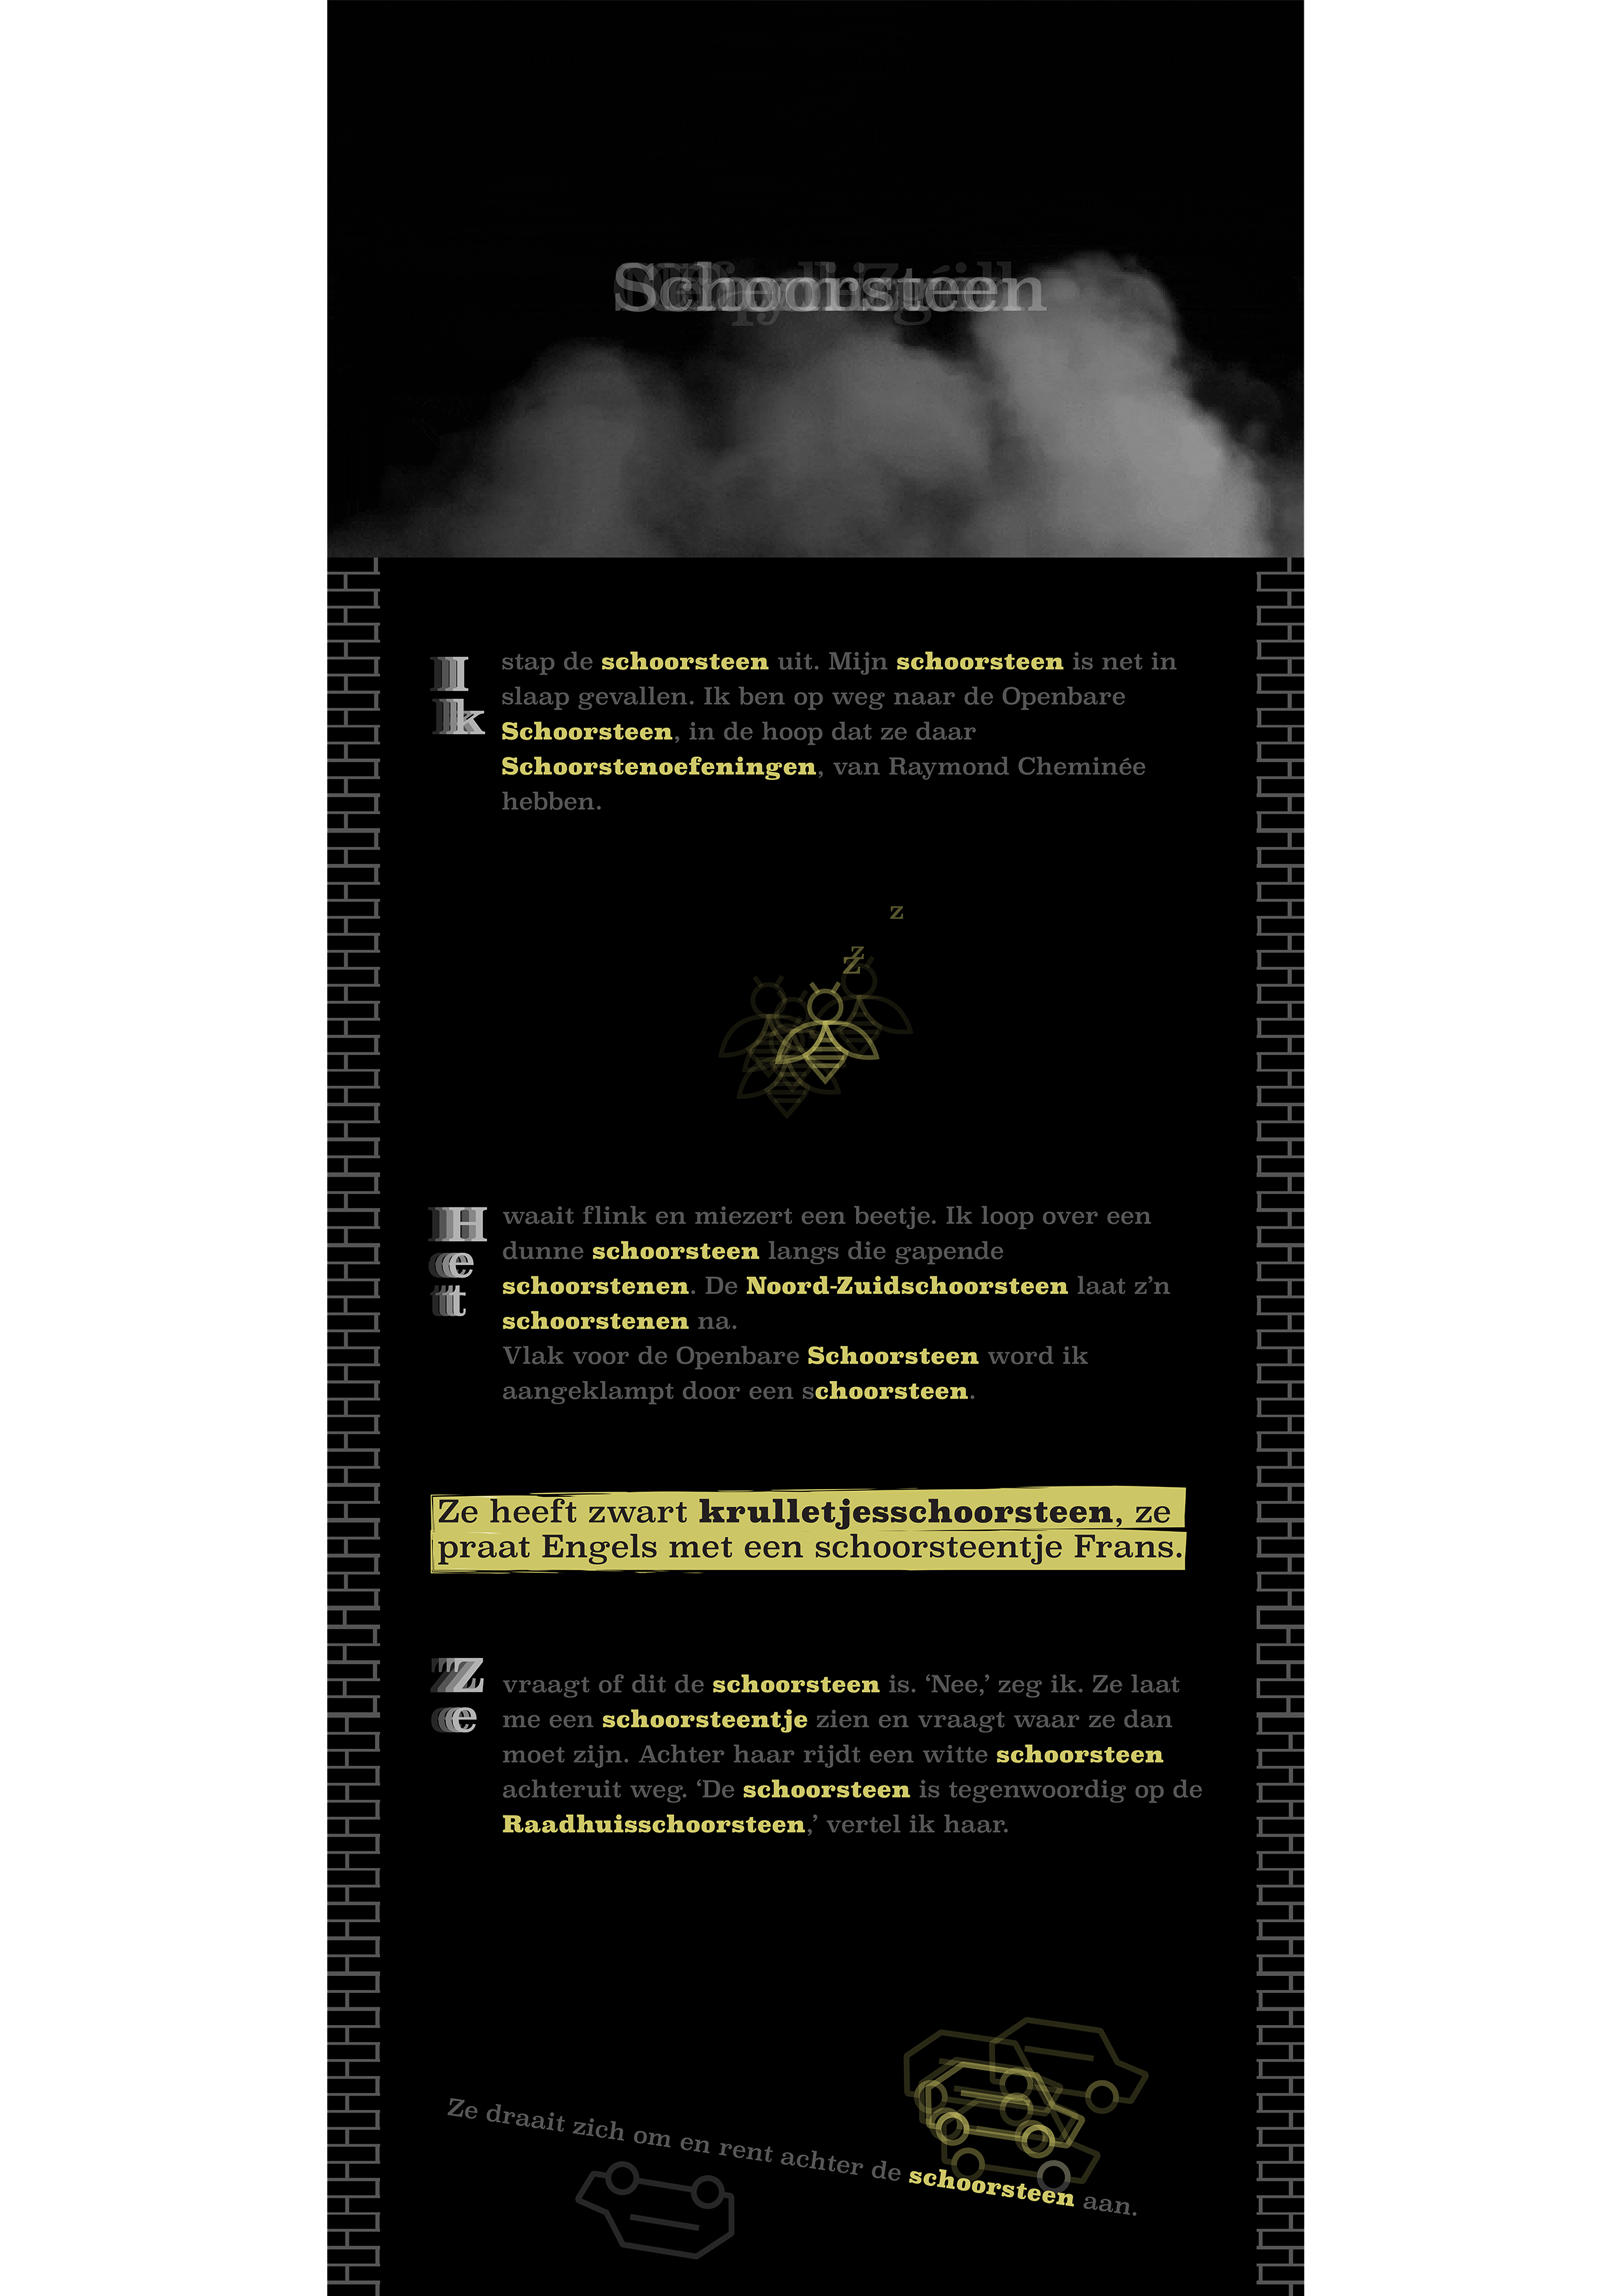 Schoorsteen
Ik stap de schoorsteen uit. Mijn schoorsteen is net in
slaap gevallen. Ik ben op weg naar de Openbare
Schoorsteen, in de hoop dat ze daar
Schoorstenoefeningen, van Raymond Cheminée
hebben.
z
z
z
Het waait flink en miezert een beetje. Ik loop over een
dunne schoorsteen langs die gapende
schoorstenen. De Noord-Zuidschoorsteen laat z’n
schoorstenen na.
Vlak voor de Openbare Schoorsteen word ik
aangeklampt door een schoorsteen.
Ze heeft zwart krulletjesschoorsteen, ze
praat Engels met een schoorsteentje Frans.
Ze vraagt of dit de schoorsteen is. ‘Nee,’ zeg ik. Ze laat
me een schoorsteentje zien en vraagt waar ze dan
moet zijn. Achter haar rijdt een witte schoorsteen
achteruit weg. ‘De schoorsteen is tegenwoordig op de
Raadhuisschoorsteen,’ vertel ik haar.
Ze draait zich om en rent achter de schoorsteen aan.